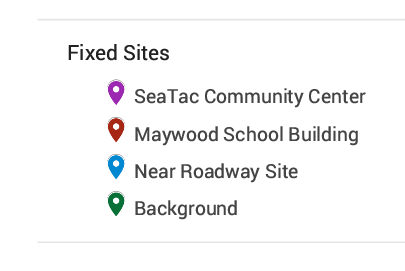 Fixed Sites
SeaTac Community Center
Maywood School Building
Near Roadway Site
Background